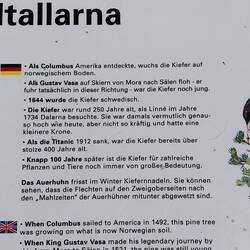 ltallarna
• Als Columbus Amerika entdeckte, wuchs die Kiefer auf
norwegischem Boden.
• Als Gustav Vasa auf Skiern von Mora nach Sälen floh - er
fuhr tatsächlich in dieser Richtung - war die Kiefer noch jung.
• 1644 wurde die Kiefer schwedisch.
• Die Kiefer war rund 250 Jahre alt, als Linné im Jahre
1734 Dalarna besuchte. Sie war damals vermutlich genau-
so hoch wie heute, aber nicht so kräftig und hatte eine
kleinere Krone.
• Als die Titanic 1912 sank, war die Kiefer bereits über
stolze 400 Jahre alt.
• Knapp 100 Jahre später ist die Kiefer für zahlreiche
Pflanzen und Tiere noch immer von großer Bedeutung.
Das Auerhuhn frisst im Winter Kiefernnadeln. Sie können
sehen, dass die Flechten auf den Zweigoberseiten nach
den „Mahlzeiten" der Auerhühner mitunter abgewetzt sind.
• When Columbus sailed to America in 1492, this pine tree
was growing on what is now Norwegian soil.
• When King Gustav Vasa made his legendary journey by